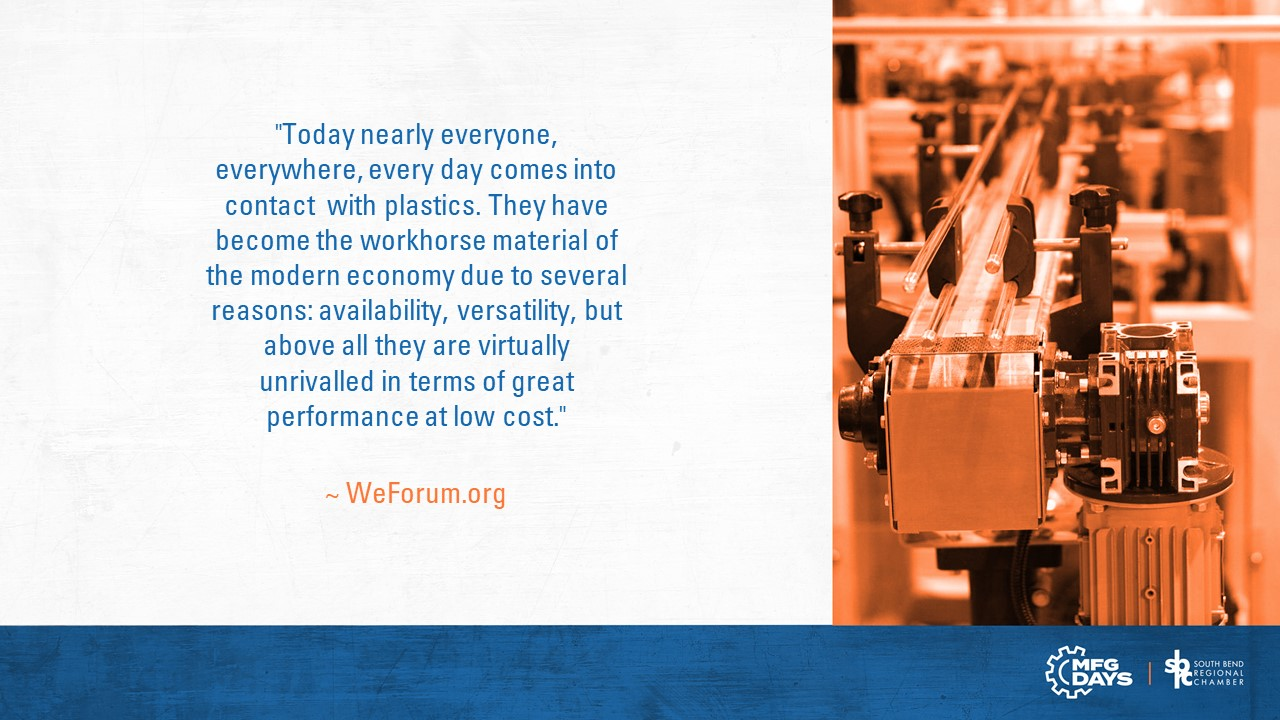 "Today nearly everyone,
everywhere, every day comes into
contact  with plastics. They have
become the workhorse material of
the modern economy due to several
reasons: availability, versatility, but
above all they are virtually
unrivalled in terms of great
performance at low cost."
~ WeForum.org
MFG
DAYS
sbrc
SOUTH BEND
REGIONAL
CHAMBER